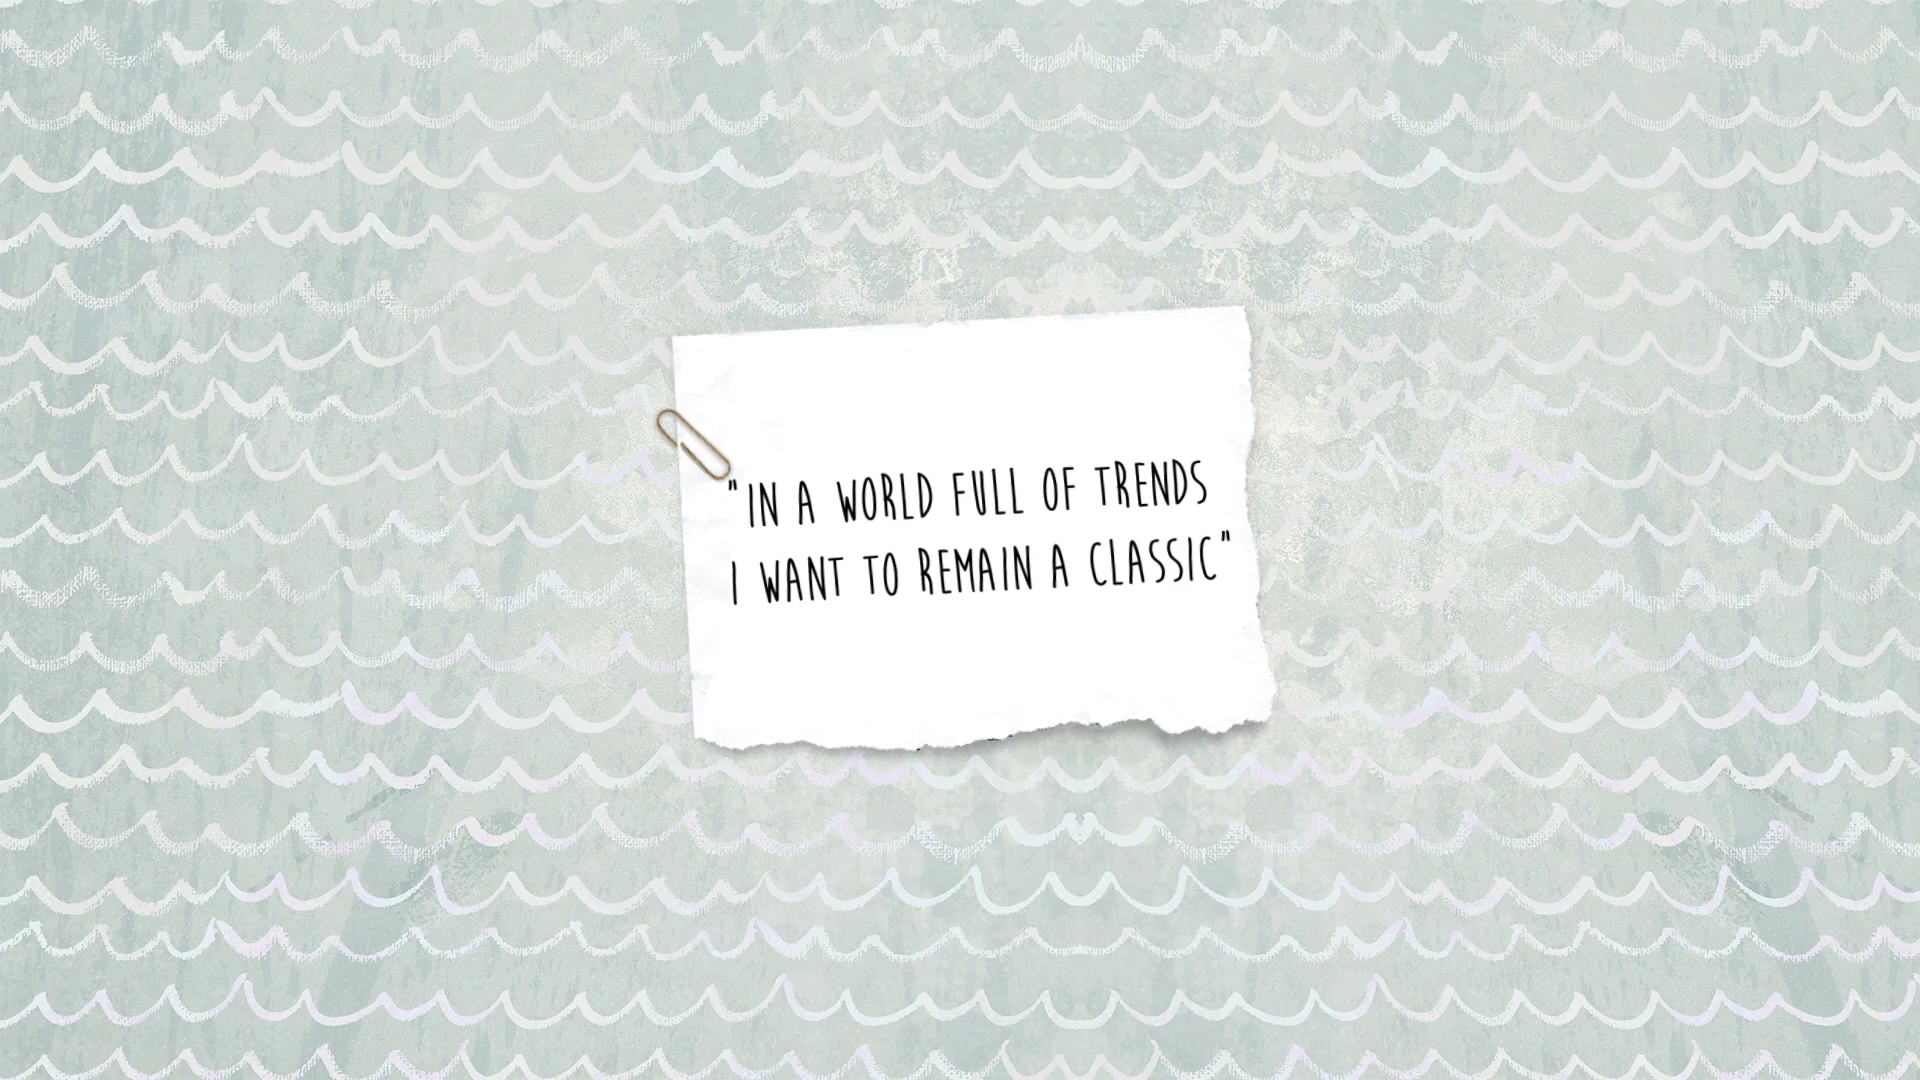 "IN A WORLD FULL OF TRENDS
I WANT TO REMAIN A CLASSIC"